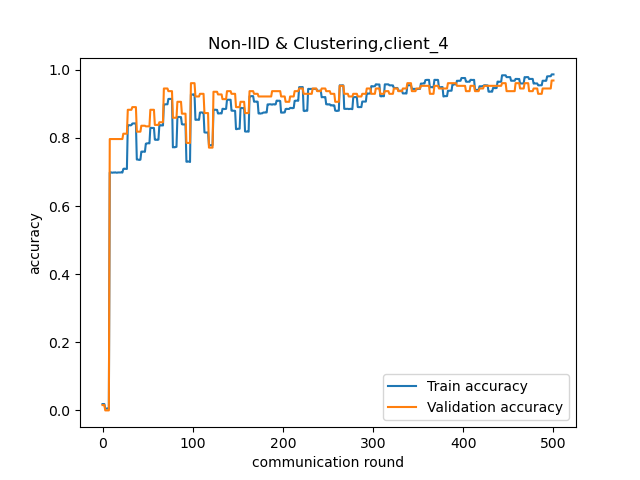 Non-IID & Clustering,client_4
accuracy
1.0
0.8
0.6
0.4
0.2
0.0
0 100 200 300 400 500
communication round
Train accuracy
Validation accuracy